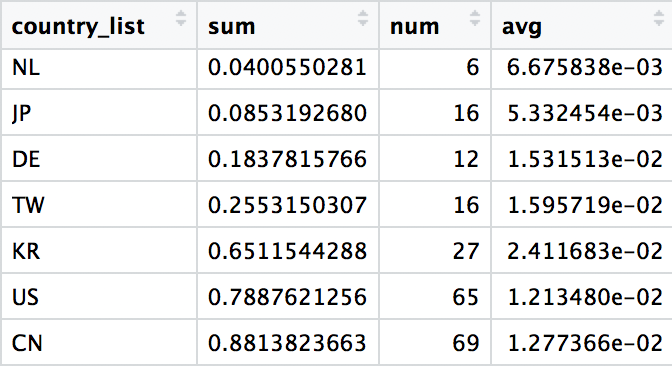 country_list sum num avg
NL 0.0400550281 6 6.675838e-03
JP 0.0853192680 16 5.332454e-03
DE 0.1837815766 12 1.531513e-02
TW 0.2553150307 16 1.595719e-02
KR 0.6511544288 27 2.411683e-02
US 0.7887621256 65 1.213480e-02
CN 0.8813823663 69 1.277366e-02